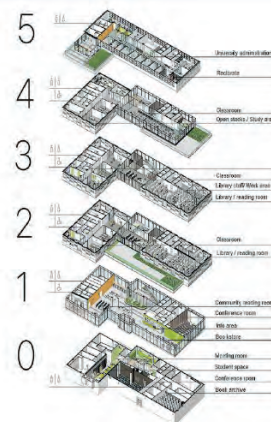 5
University administration
Rectorate
4
Classroom
Open stacks / Study area
3
Classroom
Library staff Work area
Library / reading room
2
Classroom
Library / reading room
1
Community reading room
Conference room
Info area
Bookstore
0
Meeting room
Student space
Conference room
Book archive